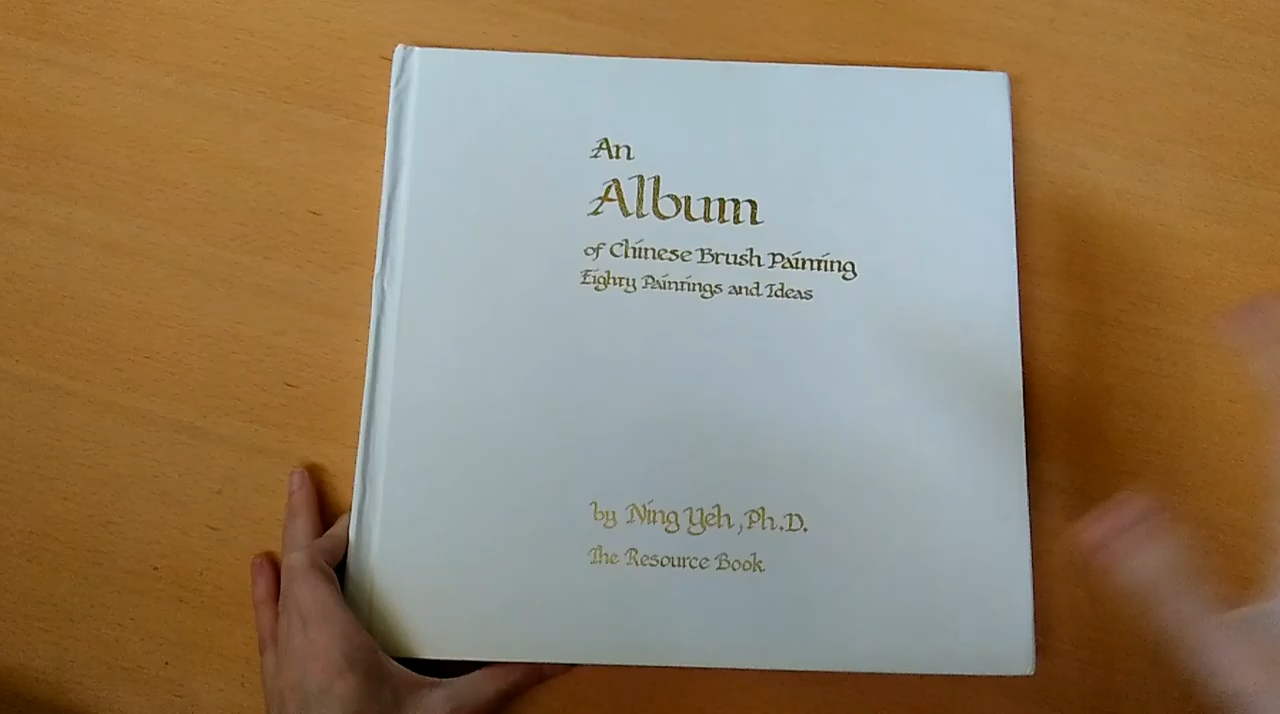 An
Album
of Chinese Brush Painting
Eighty Paintings and Ideas
by Ning Yeh, Ph.D.
The Resource Book